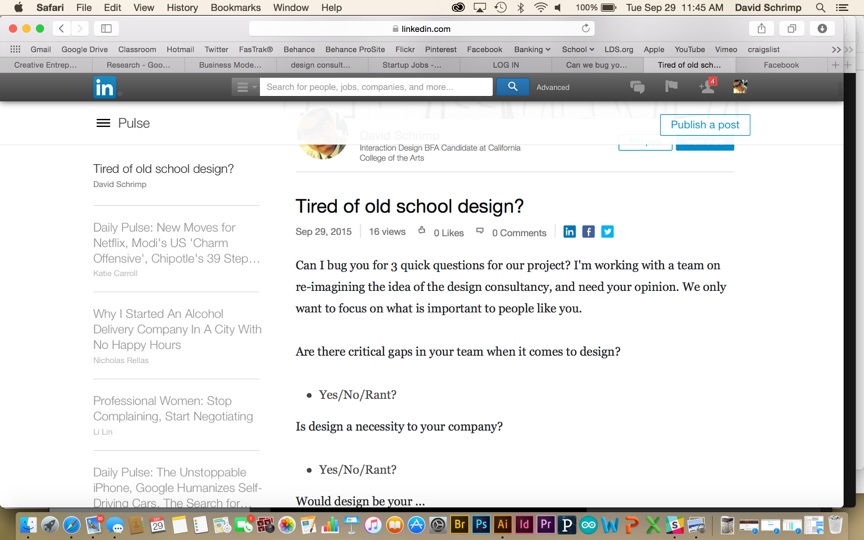 Safari File Edit View History Bookmarks Window Help 100% Tue Sep 29 11:45 AM David Schrimp
linkedin.com
Gmail Google Drive Classroom Hotmail Twitter FasTrak® Behance Behance ProSite Flickr Pinterest Facebook Banking School LDS.org Apple YouTube Vimeo craigslist
Creative Entrep... Research - Goo... Business Mode... design consult... Startup Jobs -... LOG IN Can we bug yo... Tired of old sch... Facebook
in Search for people, jobs, companies, and more... Advanced 4
Pulse
Publish a post
David Schrimp
Interaction Design BFA Candidate at California
College of the Arts
Tired of old school design?
David Schrimp
Daily Pulse: New Moves for
Netflix, Modi's US 'Charm
Offensive', Chipotle's 39 Step…
Katie Carroll
Why I Started An Alcohol
Delivery Company In A City With
No Happy Hours
Nicholas Rellas
Professional Women: Stop
Complaining, Start Negotiating
Li Lin
Daily Pulse: The Unstoppable
iPhone, Google Humanizes Self-
Driving Cars, The Search for…
Tired of old school design?
Sep 29, 2015 16 views 0 Likes 0 Comments in f
Can I bug you for 3 quick questions for our project? I'm working with a team on
re-imagining the idea of the design consultancy, and need your opinion. We only
want to focus on what is important to people like you.
Are there critical gaps in your team when it comes to design?
• Yes/No/Rant?
Is design a necessity to your company?
• Yes/No/Rant?
Would design be your ...
29 Br Ps Ai Id Pr P W P X